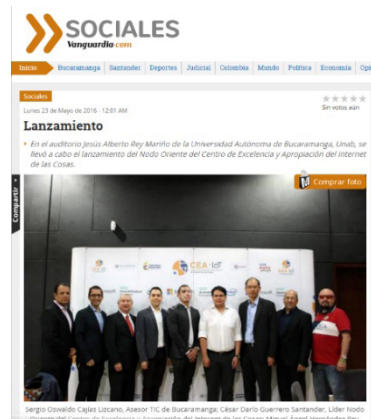 SOCIALES
Vanguardia.com
Inicio Bucaramanga Santander Deportes Judicial Colombia Mundo Política Economía Opi
Sociales
Lunes 23 de Mayo de 2016 - 12:01 AM
Sin votos aún
Lanzamiento
En el auditorio Jesús Alberto Rey Mariño de la Universidad Autónoma de Bucaramanga, Unab, se
llevó a cabo el lanzamiento del Nodo Oriente del Centro de Excelencia y Apropiación del Internet
de las Cosas.
Compartir
Comprar foto
CEA-IoT
Sergio Oswaldo Cajías Lizcano, Asesor TIC de Bucaramanga; César Darío Guerrero Santander, Líder Nodo